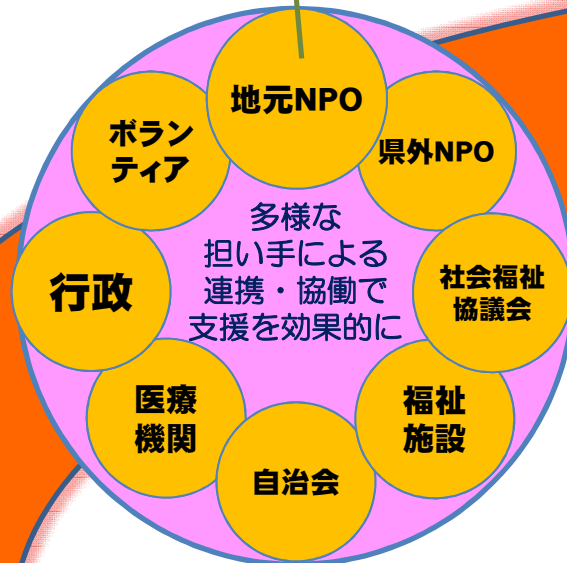 地元NPO
県外NPO
社会福祉
協議会
福祉
施設
自治会
医療
機関
行政
ボラン
ティア
多様な
担い手による
連携・協働で
支援を効果的に